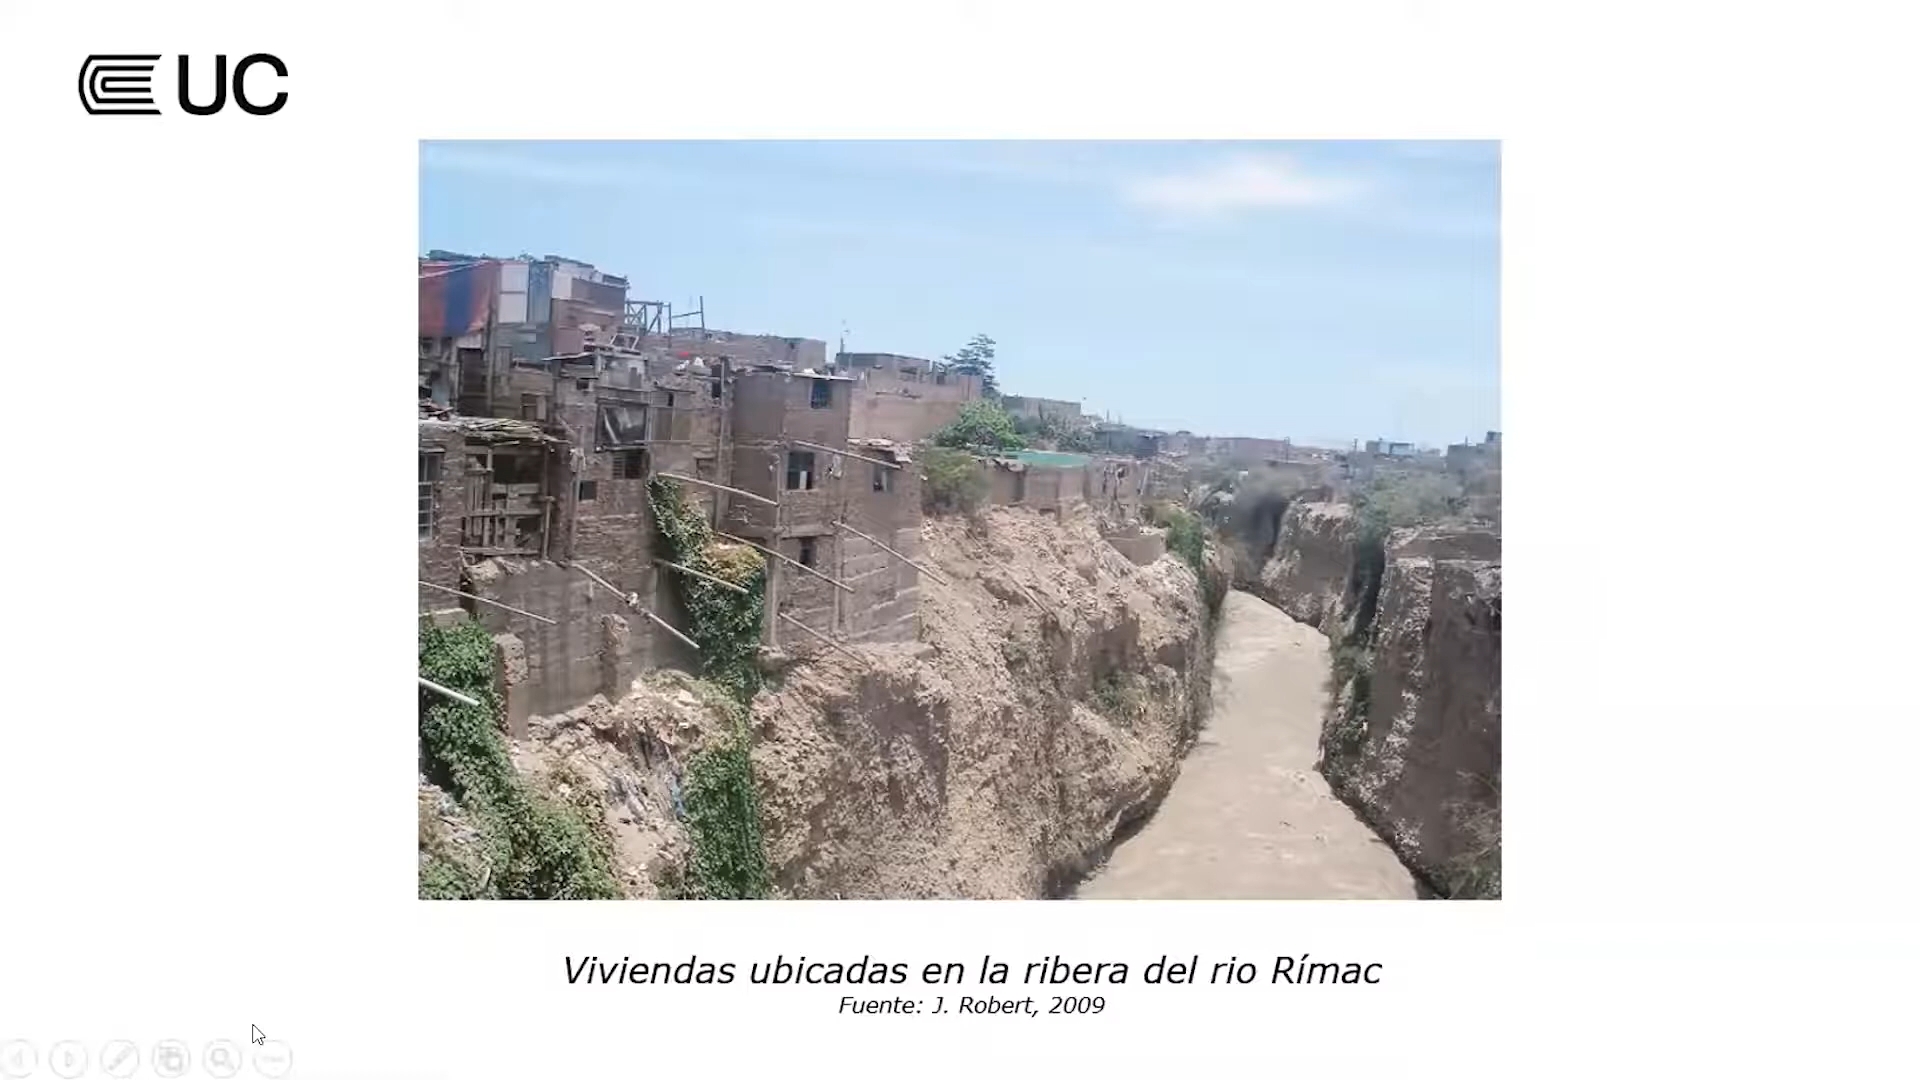 UC
Viviendas ubicadas en la ribera del rio Rímac
Fuente: J. Robert, 2009